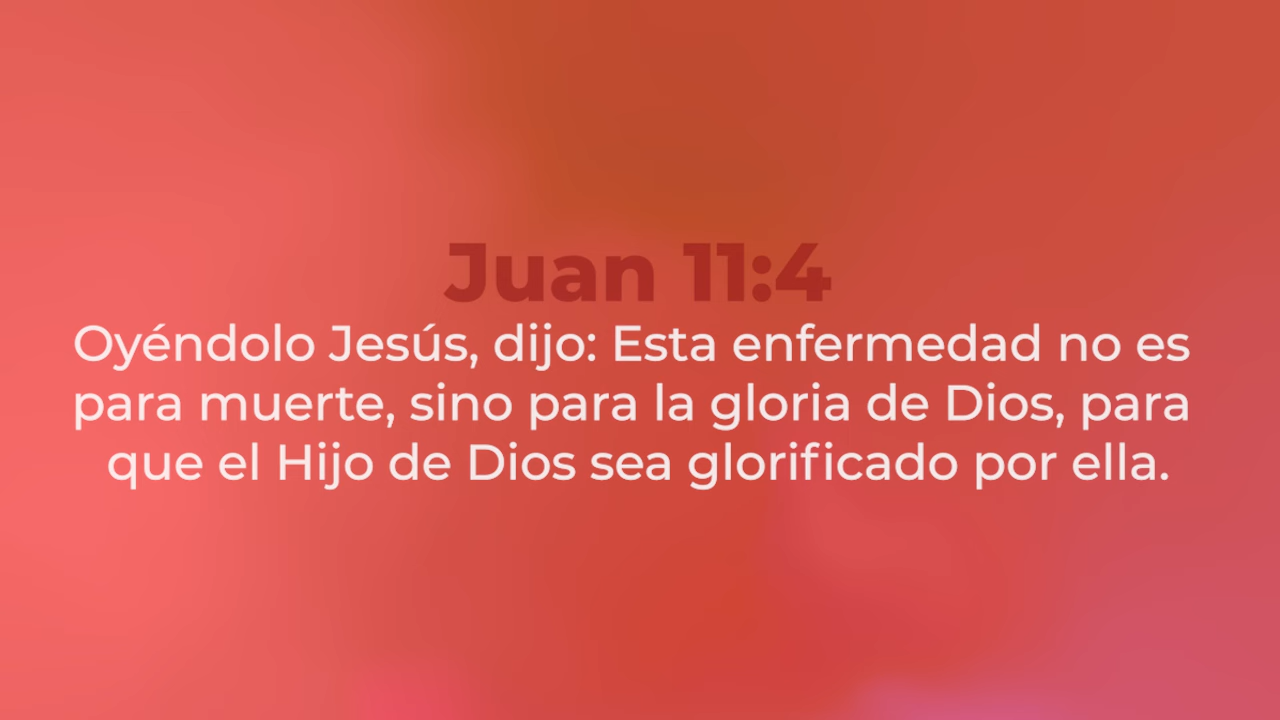 Juan 11:4
Oyéndolo Jesús, dijo: Esta enfermedad no es
para muerte, sino para la gloria de Dios, para
que el Hijo de Dios sea glorificado por ella.